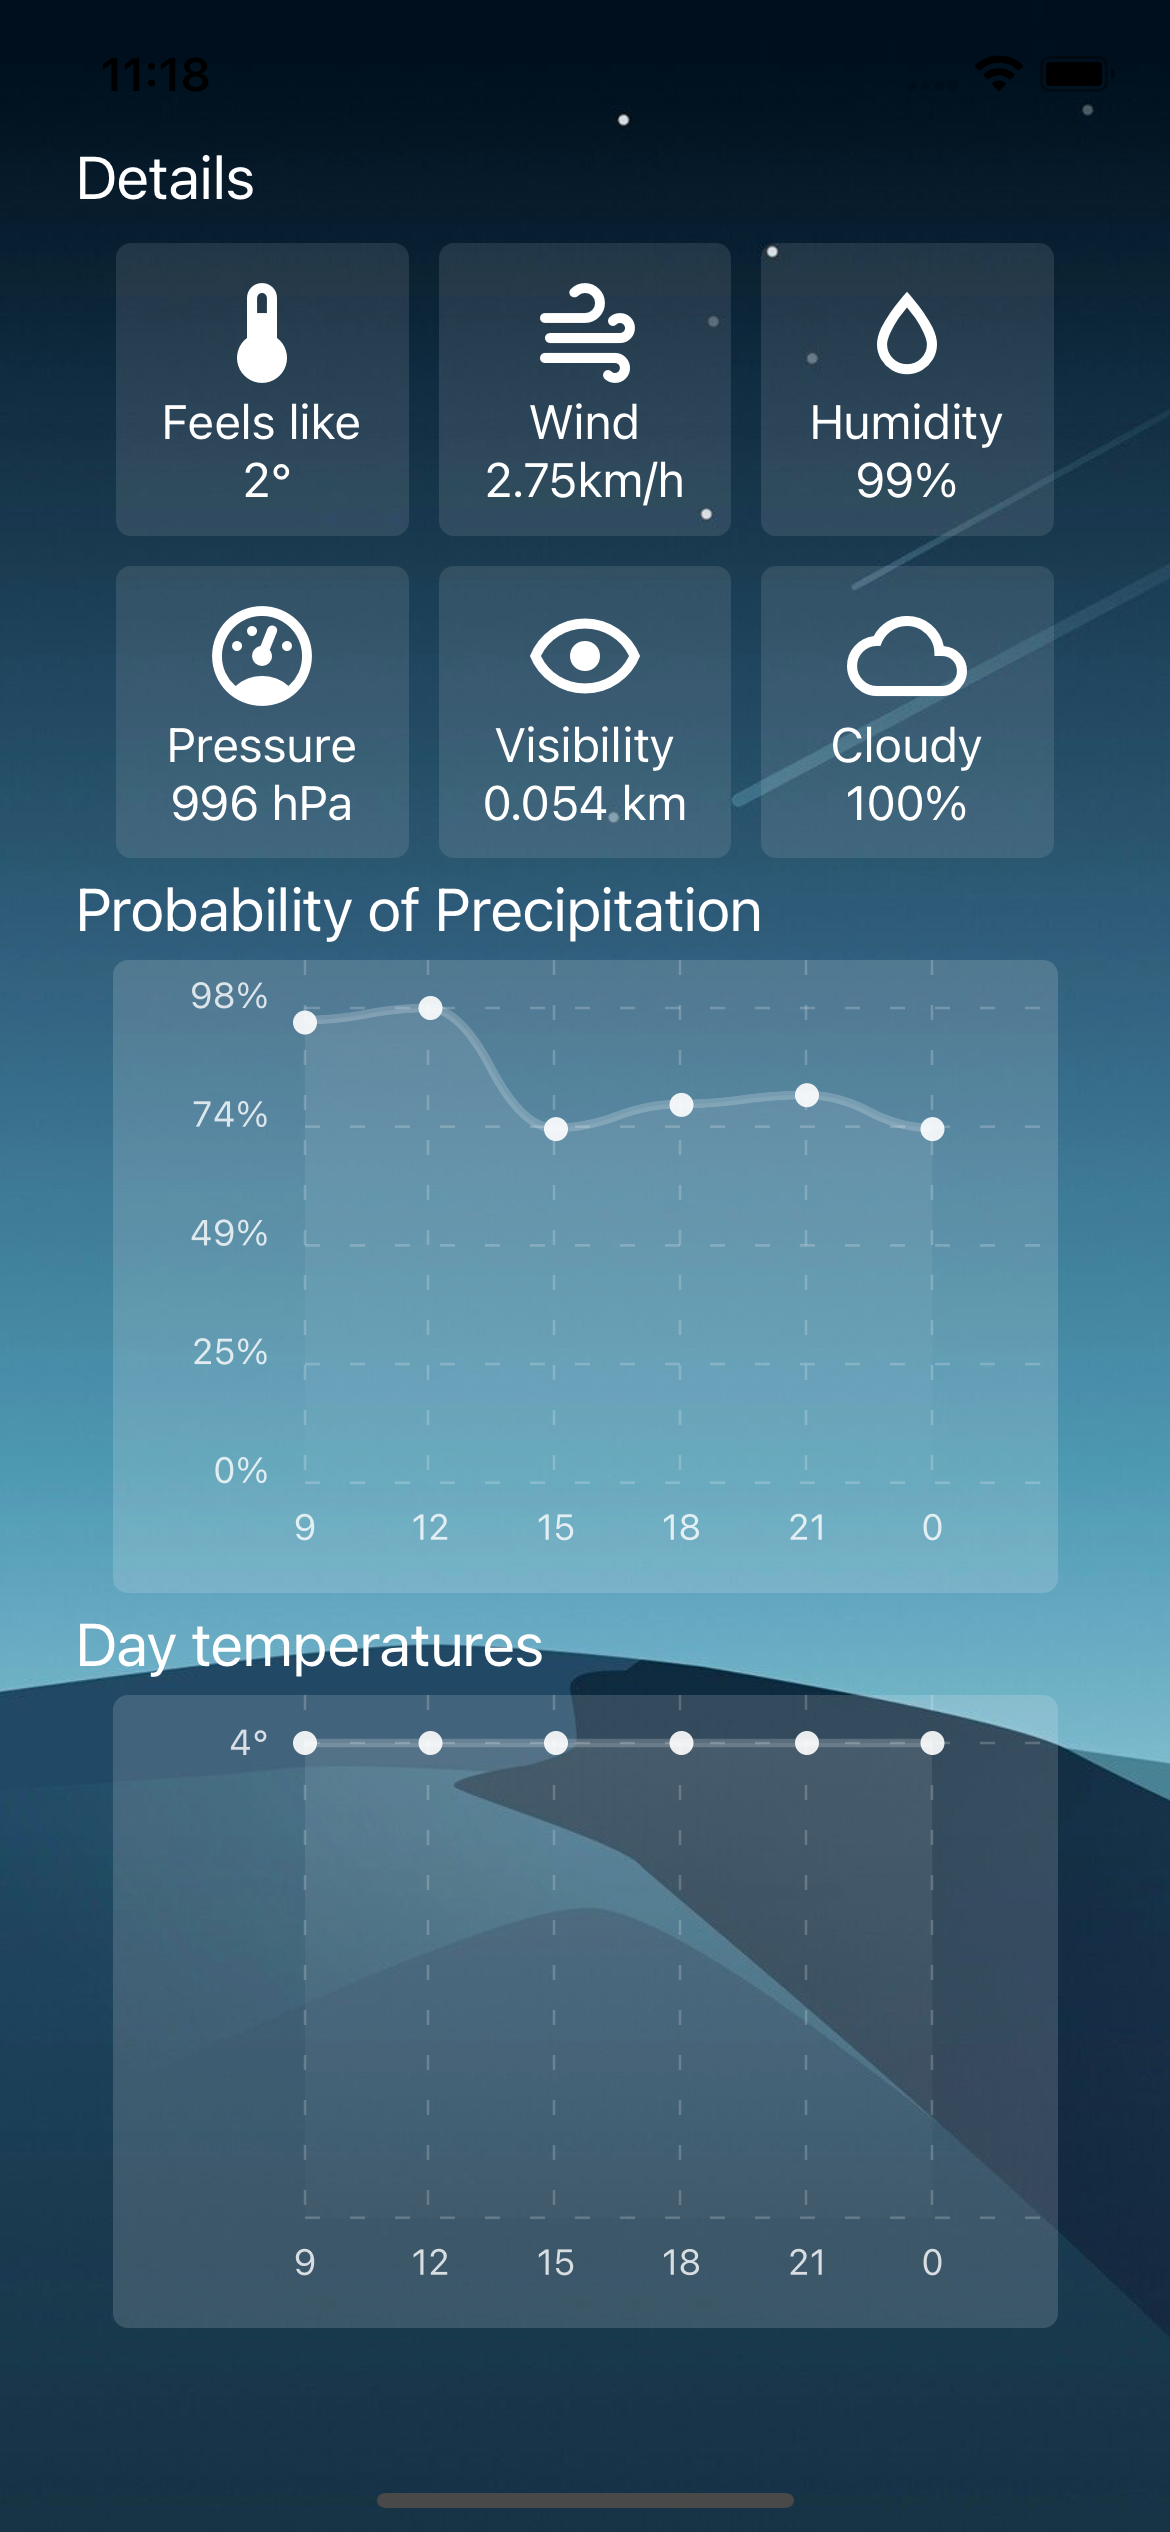 11:18
Details
Feels like
2°
Wind
2.75km/h
Humidity
99%
Pressure
996 hPa
Visibility
0.054 km
Cloudy
100%
Probability of Precipitation
98%
74%
49%
25%
0%
9 12 15 18 21 0
Day temperatures
4°
9 12 15 18 21 0